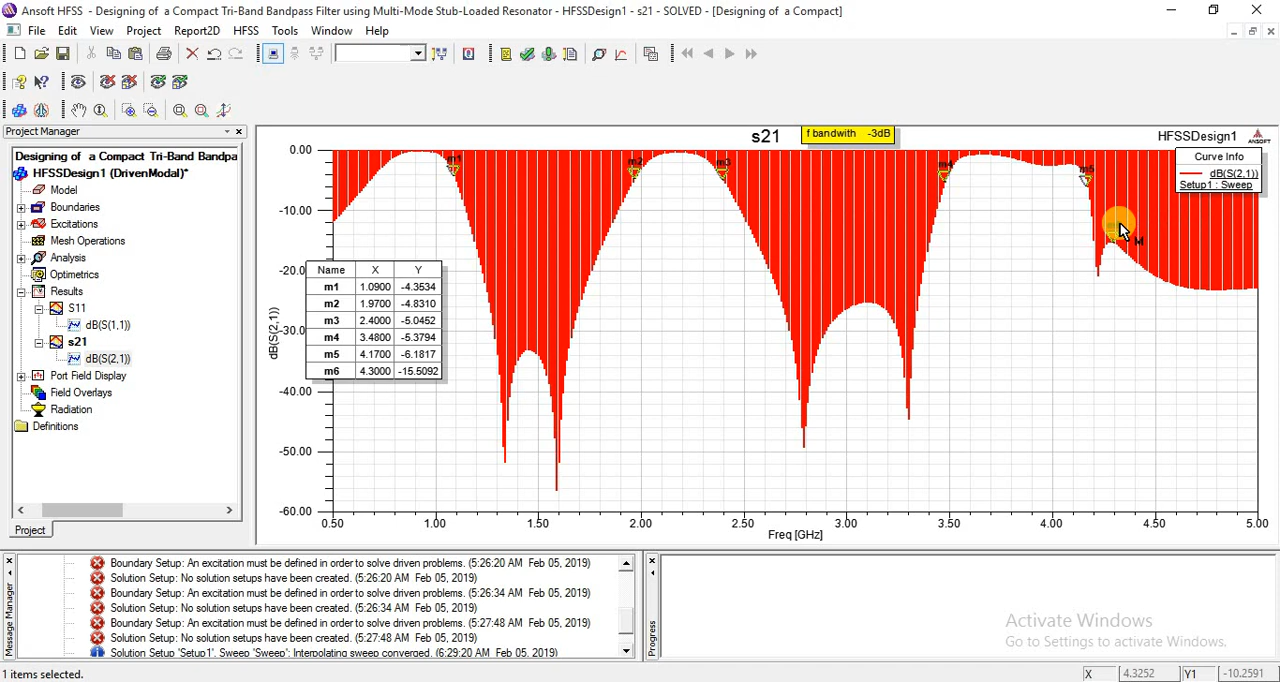 Ansoft HFSS - Designing of a Compact Tri-Band Bandpass Filter using Multi-Mode Stub-Loaded Resonator - HFSSDesign1 - s21 - SOLVED - [Designing of a Compact]
File Edit View Project Report2D HFSS Tools Window Help
Project Manager
Designing of a Compact Tri-Band Bandpa
HFSSDesign1 (DrivenModal)*
Model
Boundaries
Excitations
Mesh Operations
Analysis
Optimetrics
Results
S11
dB(S(1,1))
s21
dB(S(2,1))
Port Field Display
Field Overlays
Radiation
Definitions
Project
s21
f bandwith -3dB
HFSSDesign1
ANSOFT
Curve Info
dB(S(2,1))
Setup1 : Sweep
m1 m2 m3 m4 m5
M
Name X Y
m1 1.0900 -4.3534
m2 1.9700 -4.8310
m3 2.4000 -5.0452
m4 3.4800 -5.3794
m5 4.1700 -6.1817
m6 4.3000 -15.5092
dB(S(2,1))
0.00
-10.00
-20.0
-30.0
-40.00
-50.00
-60.00
0.50 1.00 1.50 2.00 2.50 3.00 3.50 4.00 4.50 5.00
Freq [GHz]
Message Manager
Boundary Setup: An excitation must be defined in order to solve driven problems. (5:26:20 AM Feb 05, 2019)
Solution Setup: No solution setups have been created. (5:26:20 AM Feb 05, 2019)
Boundary Setup: An excitation must be defined in order to solve driven problems. (5:26:34 AM Feb 05, 2019)
Solution Setup: No solution setups have been created. (5:26:34 AM Feb 05, 2019)
Boundary Setup: An excitation must be defined in order to solve driven problems. (5:27:48 AM Feb 05, 2019)
Solution Setup: No solution setups have been created. (5:27:48 AM Feb 05, 2019)
Solution Setup 'Setup1', Sweep 'Sweep': Interpolating sweep converged. (6:29:20 AM Feb 05, 2019)
Progress
Activate Windows
Go to Settings to activate Windows.
1 items selected.
X 4.3252 Y1 -10.2591